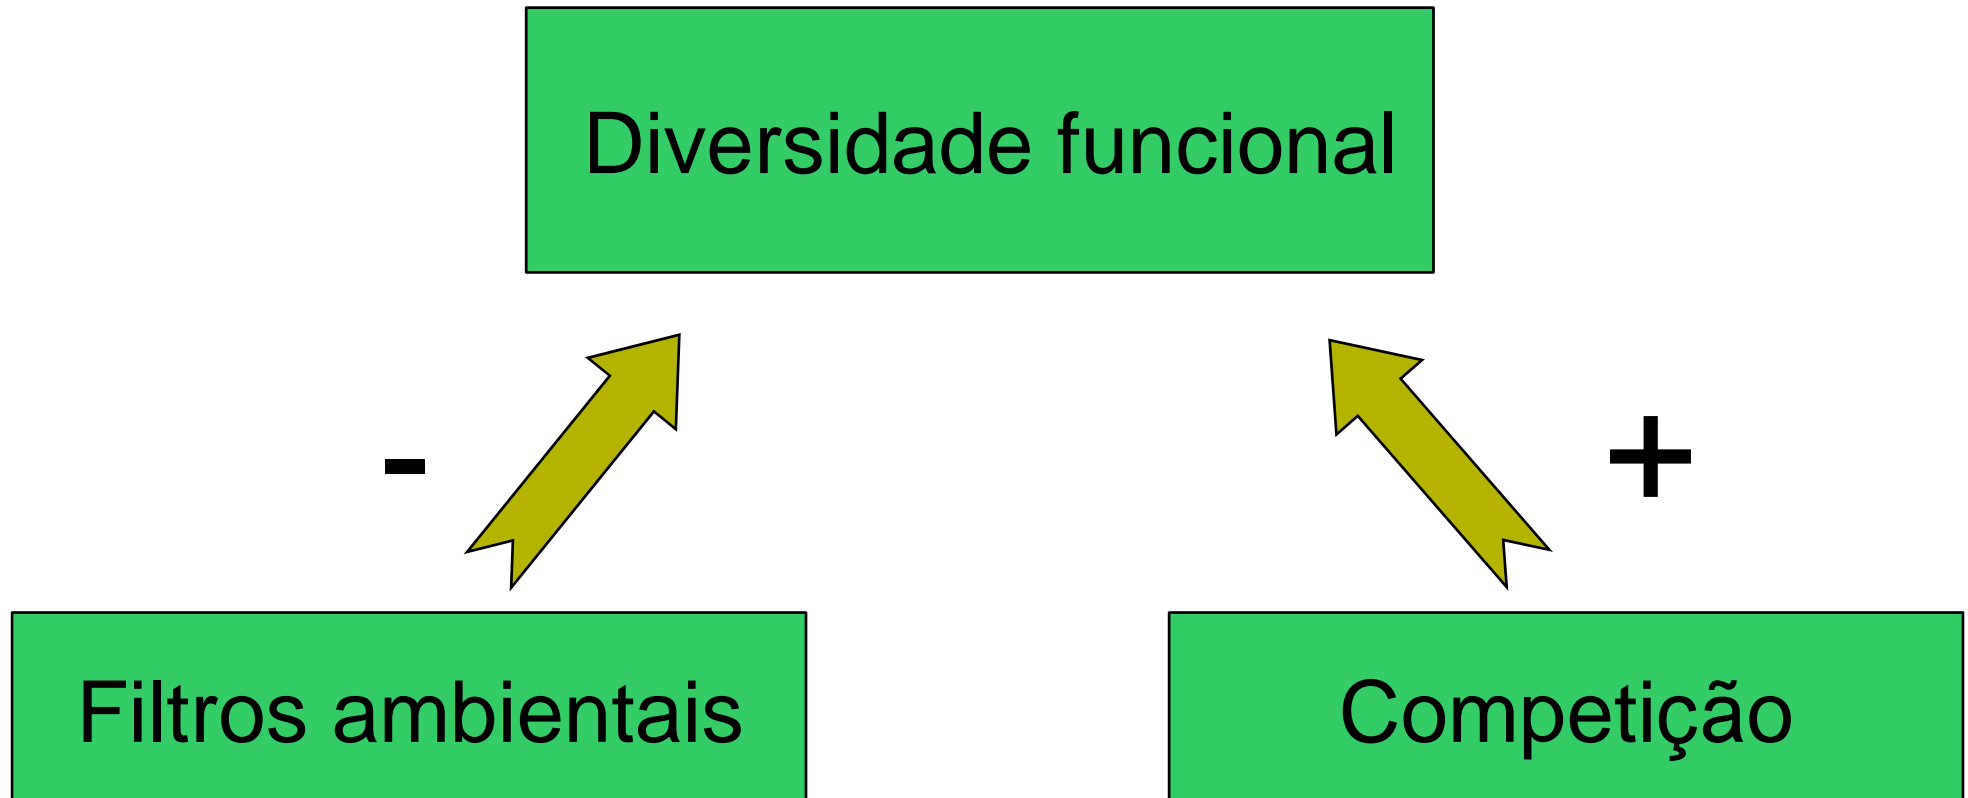 Diversidade funcional
-
+
Filtros ambientais
Competição